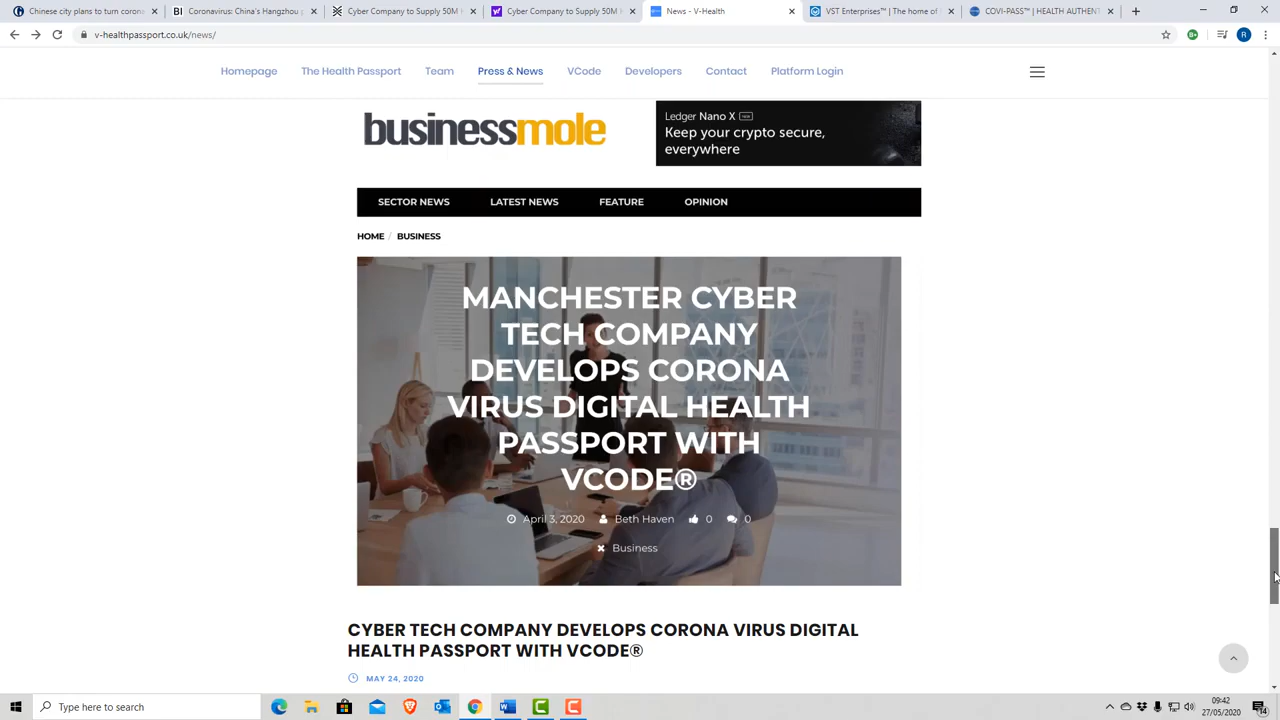 Chinese city plans to turn corona
Coronavirus: China's Hangzhou p
Cyber Company to Supply 50M H
Cyber Company to Supply 50M H
News - V-Health
VST Enterprises™ | The home of
COVI-PASS™ | HEALTH AUTHENT
v-healthpassport.co.uk/news/
R
Homepage
The Health Passport
Team
Press & News
VCode
Developers
Contact
Platform Login
businessmole
Ledger Nano X NEW
Keep your crypto secure,
everywhere
SECTOR NEWS
LATEST NEWS
FEATURE
OPINION
HOME / BUSINESS
MANCHESTER CYBER
TECH COMPANY
DEVELOPS CORONA
VIRUS DIGITAL HEALTH
PASSPORT WITH
VCODE®
April 3, 2020 Beth Haven 0 0
Business
CYBER TECH COMPANY DEVELOPS CORONA VIRUS DIGITAL
HEALTH PASSPORT WITH VCODE®
MAY 24, 2020
Type here to search
09:42
27/05/2020
14